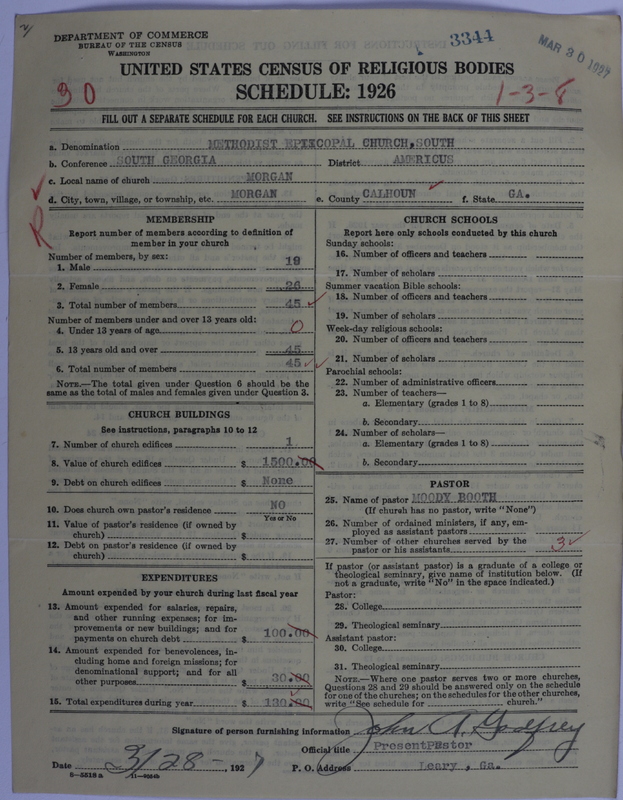 DEPARTMENT OF COMMERCE
BUREAU OF THE CENSUS
WASHINGTON
3344
MAR 30 1927
UNITED STATES CENSUS OF RELIGIOUS BODIES
SCHEDULE: 1926
30
1-3-8
FILL OUT A SEPARATE SCHEDULE FOR EACH CHURCH. SEE INSTRUCTIONS ON THE BACK OF THIS SHEET
a. Denomination METHODIST EPISCOPAL CHURCH, SOUTH
b. Conference SOUTH GEORGIA District AMERICUS
c. Local name of church MORGAN
d. City, town, village, or township, etc. MORGAN e. County CALHOUN f. State GA.
R
MEMBERSHIP
Report number of members according to definition of
member in your church
Number of members, by sex:
1. Male 19
2. Female 26
3. Total number of members 45
Number of members under and over 13 years old:
4. Under 13 years of age 0
5. 13 years old and over 45
6. Total number of members 45
NOTE.—The total given under Question 6 should be the
same as the total of males and females given under Question 3.
CHURCH BUILDINGS
See instructions, paragraphs 10 to 12
7. Number of church edifices 1
8. Value of church edifices $ 1500.00
9. Debt on church edifices $ None
10. Does church own pastor's residence NO
Yes or No
11. Value of pastor's residence (if owned by
church) $
12. Debt on pastor's residence (if owned by
church) $
EXPENDITURES
Amount expended by your church during last fiscal year
13. Amount expended for salaries, repairs,
and other running expenses; for im-
provements or new buildings; and for
payments on church debt $ 100.00
14. Amount expended for benevolences, in-
cluding home and foreign missions; for
denominational support; and for all
other purposes $ 30.00
15. Total expenditures during year $ 130.00
CHURCH SCHOOLS
Report here only schools conducted by this church
Sunday schools:
16. Number of officers and teachers
17. Number of scholars
Summer vacation Bible schools:
18. Number of officers and teachers
19. Number of scholars
Week-day religious schools:
20. Number of officers and teachers
21. Number of scholars
Parochial schools:
22. Number of administrative officers
23. Number of teachers—
a. Elementary (grades 1 to 8)
b. Secondary
24. Number of scholars—
a. Elementary (grades 1 to 8)
b. Secondary
PASTOR
25. Name of pastor MOODY BOOTH
(If church has no pastor, write "None")
26. Number of ordained ministers, if any, em-
ployed as assistant pastors
27. Number of other churches served by the
pastor or his assistants 3
If pastor (or assistant pastor) is a graduate of a college or
theological seminary, give name of institution below. (If
not a graduate, write "No" in the space indicated.)
Pastor:
28. College
29. Theological seminary
Assistant pastor:
30. College
31. Theological seminary
NOTE.—Where one pastor serves two or more churches,
Questions 28 and 29 should be answered only on the schedule
for one of the churches; on the schedules for the other churches,
write "See schedule for church."
Signature of person furnishing information John A. Godfrey
Official title Present Pastor
Date 3/28-, 1927 P. O. Address Leary, Ga.
8-5518 a 11-9204b